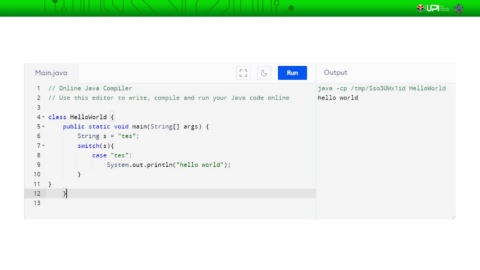 UPI
Main.java
Run
Output
1 // Online Java Compiler
2 // Use this editor to write, compile and run your Java code online
3
4 class HelloWorld {
5 public static void main(String[] args) {
6 String s = "tes";
7 switch(s){
8 case "tes":
9 System.out.println("hello world");
10 }
11 }
12 }
13
java -cp /tmp/Sso3UWx1id HelloWorld
hello world